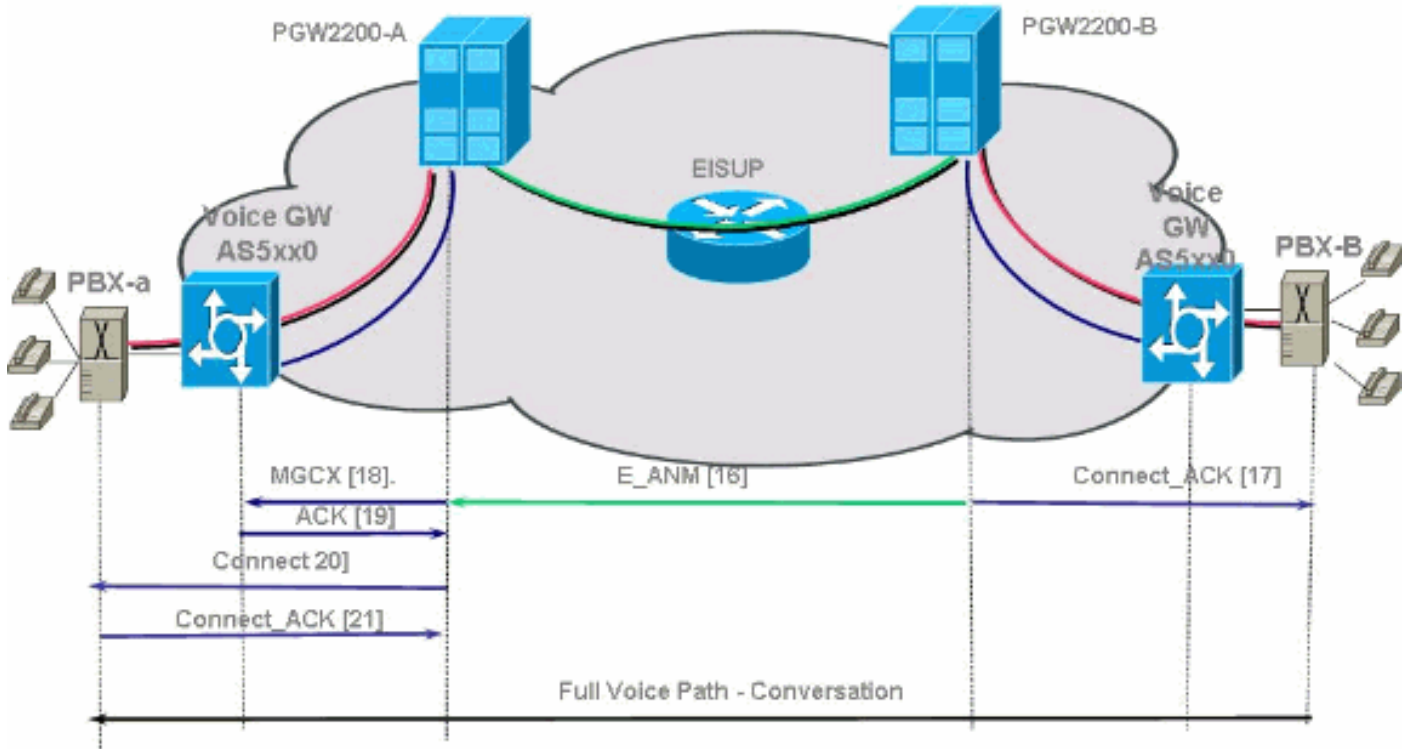 PGW2200-A
PGW2200-B
EISUP
Voice GW
AS5xx0
Voice
GW
AS5xx0
PBX-a
PBX-B
MGCX [18].
E_ANM [16]
Connect_ACK [17]
ACK [19]
Connect 20]
Connect_ACK [21]
Full Voice Path - Conversation